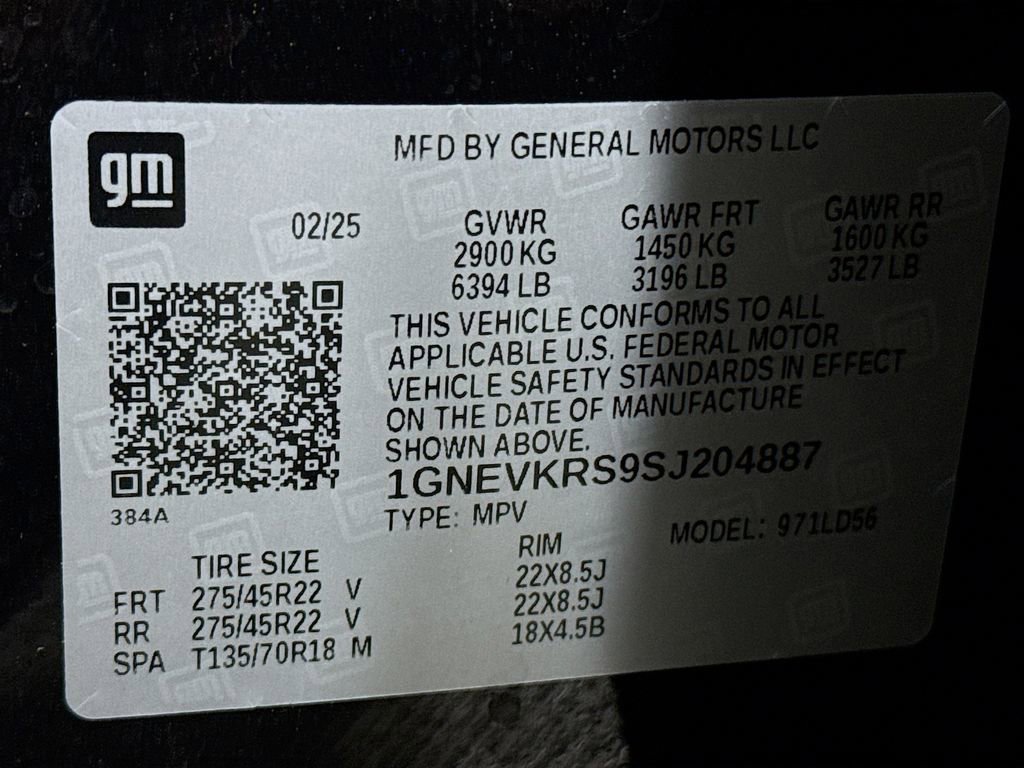 gm
MFD BY GENERAL MOTORS LLC
02/25
GVWR GAWR FRT GAWR RR
2900 KG 1450 KG 1600 KG
6394 LB 3196 LB 3527 LB
THIS VEHICLE CONFORMS TO ALL
APPLICABLE U.S. FEDERAL MOTOR
VEHICLE SAFETY STANDARDS IN EFFECT
ON THE DATE OF MANUFACTURE
SHOWN ABOVE.
1GNEVKRS9SJ204887
384A
TYPE: MPV MODEL: 971LD56
TIRE SIZE RIM
FRT 275/45R22 V 22X8.5J
RR 275/45R22 V 22X8.5J
SPA T135/70R18 M 18X4.5B